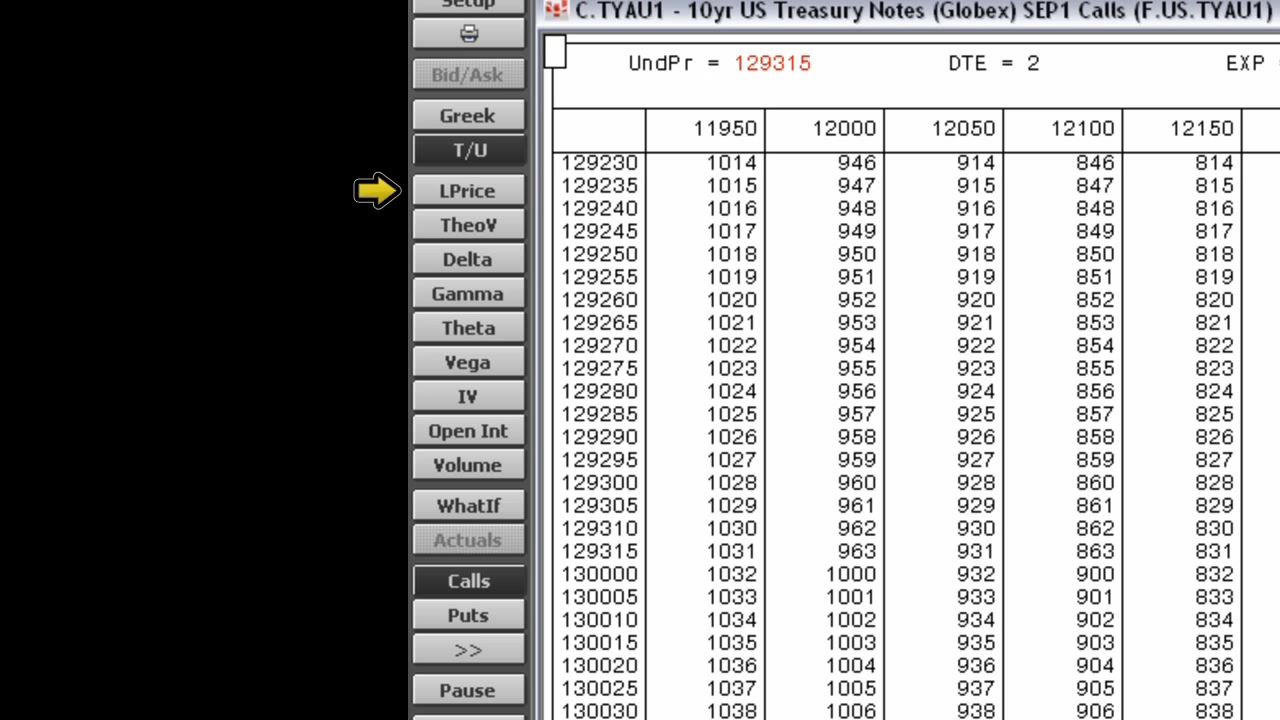 Setup
C.TYAU1 - 10yr US Treasury Notes (Globex) SEP1 Calls (F.US.TYAU1)
Bid/Ask
Greek
T/U
LPrice
TheoV
Delta
Gamma
Theta
Vega
IV
Open Int
Volume
WhatIf
Actuals
Calls
Puts
>>
Pause
UndPr = 129315 DTE = 2 EXP =
11950 12000 12050 12100 12150
129230 1014 946 914 846 814
129235 1015 947 915 847 815
129240 1016 948 916 848 816
129245 1017 949 917 849 817
129250 1018 950 918 850 818
129255 1019 951 919 851 819
129260 1020 952 920 852 820
129265 1021 953 921 853 821
129270 1022 954 922 854 822
129275 1023 955 923 855 823
129280 1024 956 924 856 824
129285 1025 957 925 857 825
129290 1026 958 926 858 826
129295 1027 959 927 859 827
129300 1028 960 928 860 828
129305 1029 961 929 861 829
129310 1030 962 930 862 830
129315 1031 963 931 863 831
130000 1032 1000 932 900 832
130005 1033 1001 933 901 833
130010 1034 1002 934 902 834
130015 1035 1003 935 903 835
130020 1036 1004 936 904 836
130025 1037 1005 937 905 837
130030 1038 1006 938 906 838